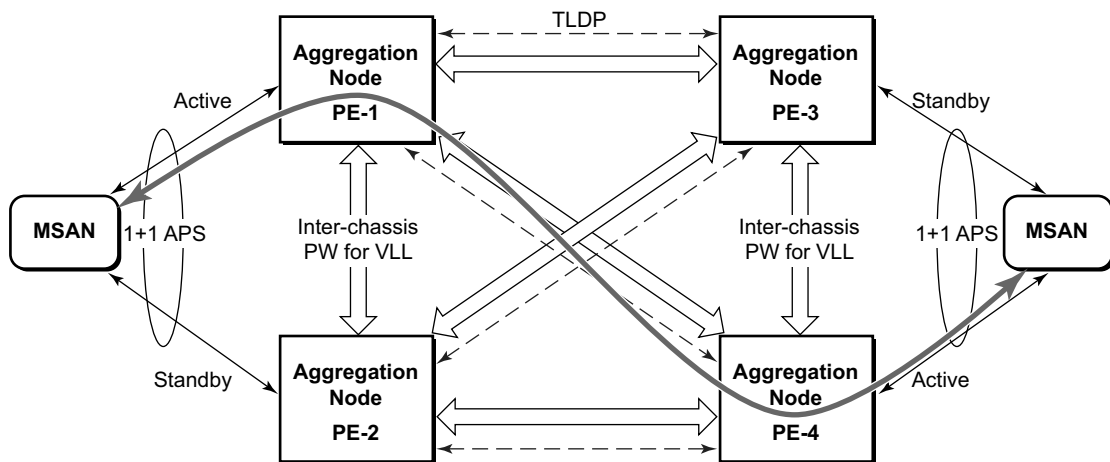 TLDP
Aggregation
Node
PE-1
Aggregation
Node
PE-3
Active
Standby
MSAN
1+1 APS
Inter-chassis
PW for VLL
Inter-chassis
PW for VLL
1+1 APS
MSAN
Standby
Aggregation
Node
PE-2
Aggregation
Node
PE-4
Active